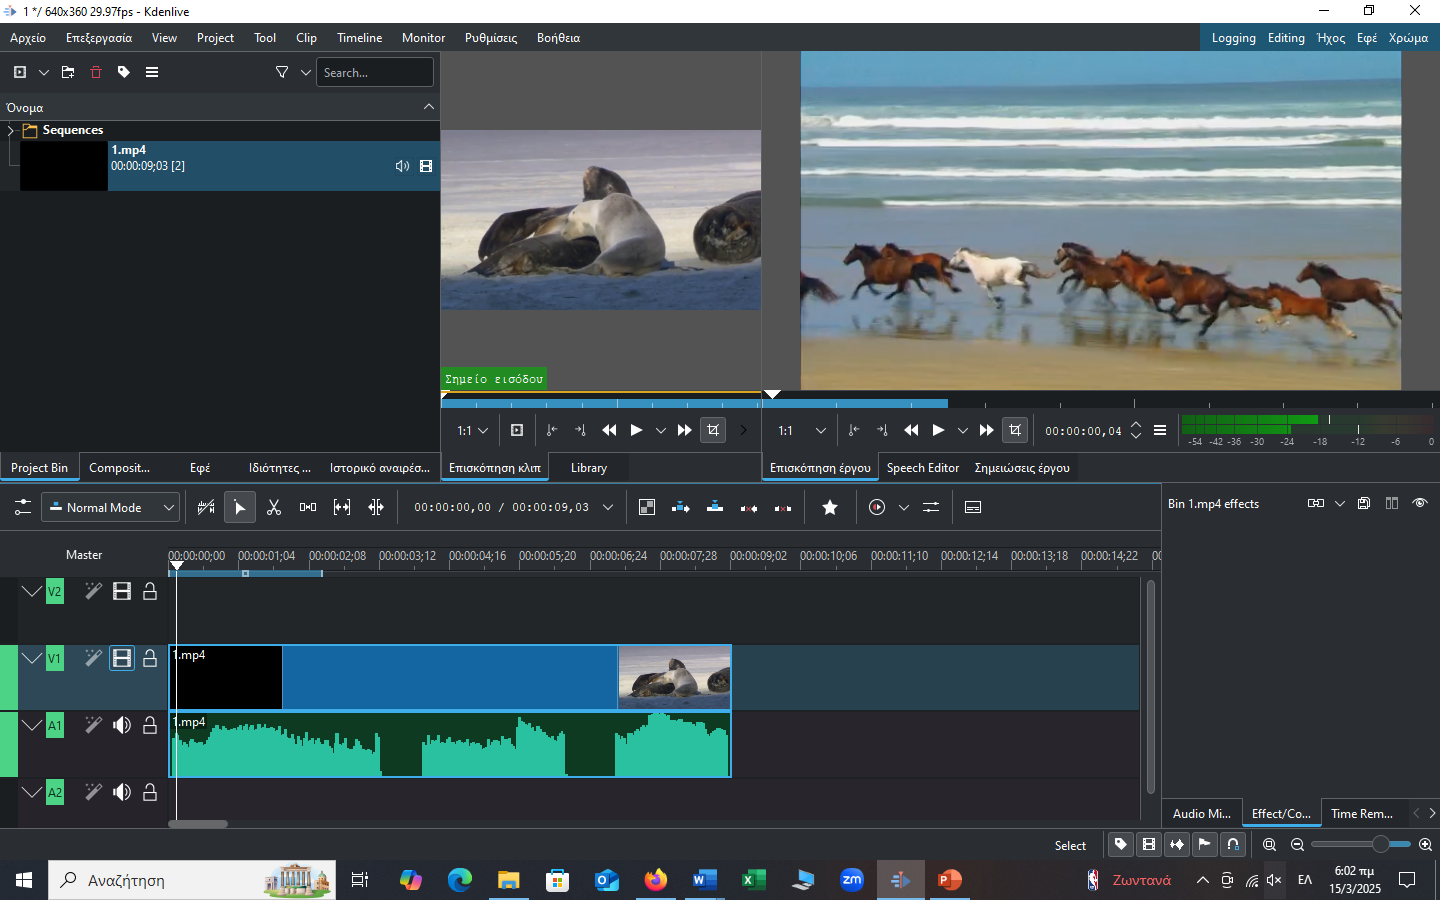 1 */ 640x360 29.97fps - Kdenlive
Αρχείο Επεξεργασία View Project Tool Clip Timeline Monitor Ρυθμίσεις Βοήθεια
Logging Editing Ήχος Εφέ Χρώμα
Search...
Όνομα
Sequences
1.mp4
00:00:09;03 [2]
Σημείο εισόδου
1:1
1:1
00:00:00,04
-54 -42 -36 -30 -24 -18 -12 -6 0
Project Bin Composit... Εφέ Ιδιότητες ... Ιστορικό αναιρέσ...
Επισκόπηση κλιπ Library
Επισκόπηση έργου Speech Editor Σημειώσεις έργου
Normal Mode
00:00:00,00 / 00:00:09,03
Bin 1.mp4 effects
Master
00:00:00;00 00:00:01;04 00:00:02;08 00:00:03;12 00:00:04;16 00:00:05;20 00:00:06;24 00:00:07;28 00:00:09;02 00:00:10;06 00:00:11;10 00:00:12;14 00:00:13;18 00:00:14;22 00
V2
V1
1.mp4
A1
1.mp4
A2
Audio Mi... Effect/Co... Time Rem...
Select
Αναζήτηση
zm
Ζωντανά
ΕΛ
6:02 πμ
15/3/2025